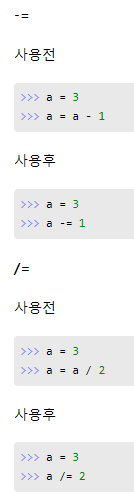 -=
사용전
>>> a = 3
>>> a = a - 1
사용후
>>> a = 3
>>> a -= 1
/=
사용전
>>> a = 3
>>> a = a / 2
사용후
>>> a = 3
>>> a /= 2